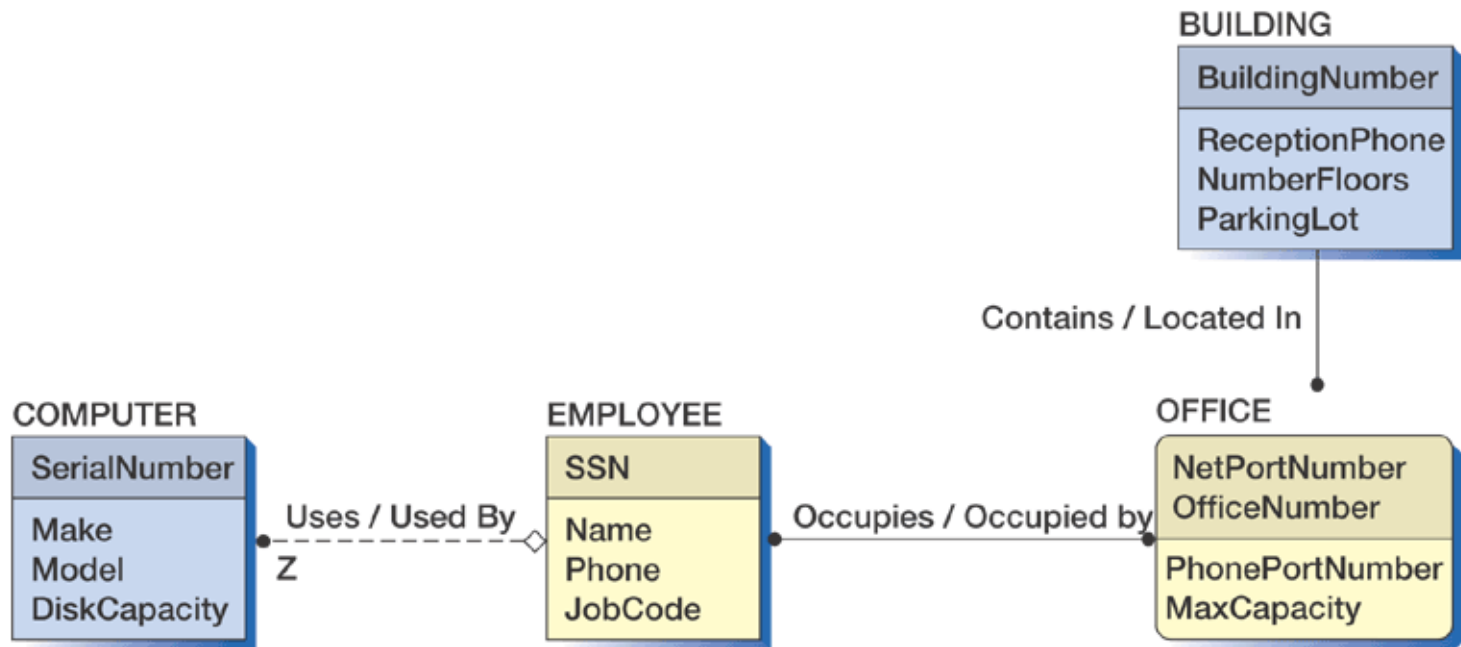 BUILDING
BuildingNumber
ReceptionPhone
NumberFloors
ParkingLot
Contains / Located In
COMPUTER
SerialNumber
Make
Model
DiskCapacity
Uses / Used By
Z
EMPLOYEE
SSN
Name
Phone
JobCode
Occupies / Occupied by
OFFICE
NetPortNumber
OfficeNumber
PhonePortNumber
MaxCapacity